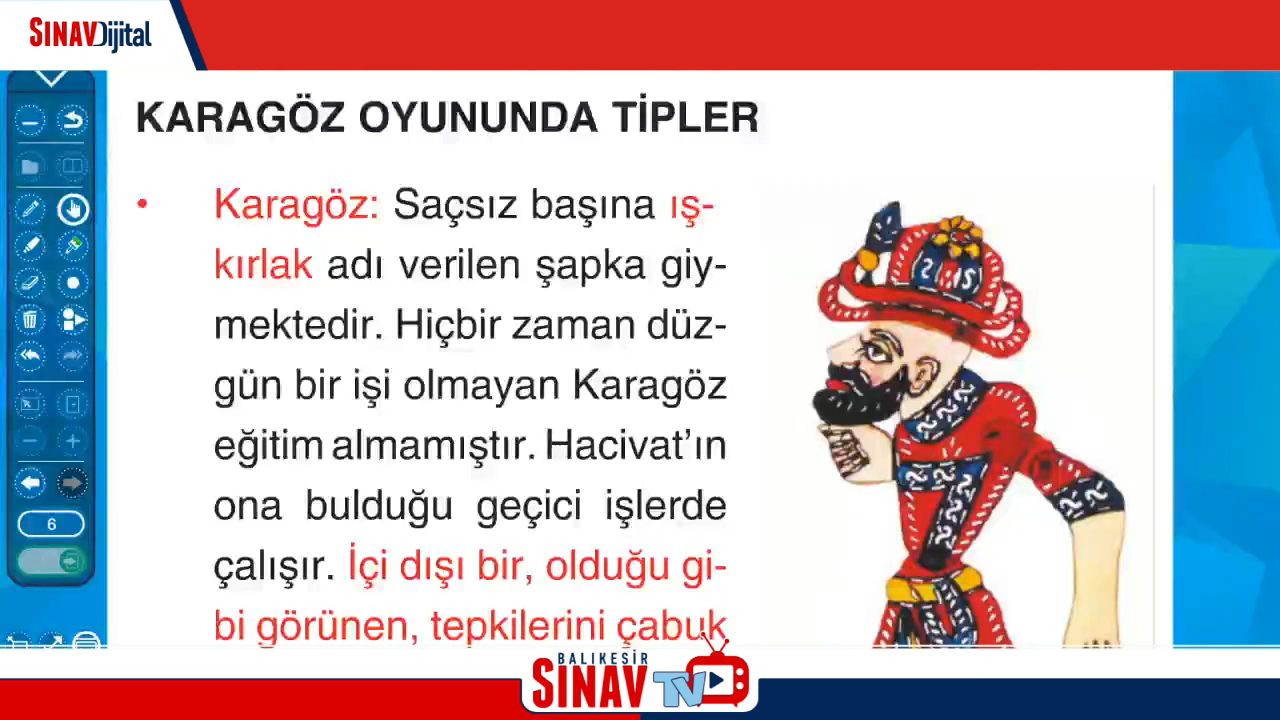 SINAVDijital
KARAGÖZ OYUNUNDA TİPLER
• Karagöz: Saçsız başına ış-
kırlak adı verilen şapka giy-
mektedir. Hiçbir zaman düz-
gün bir işi olmayan Karagöz
eğitim almamıştır. Hacivat’ın
ona bulduğu geçici işlerde
çalışır. İçi dışı bir, olduğu gi-
bi görünen, tepkilerini çabuk
6
BALIKESİR
SINAV TV